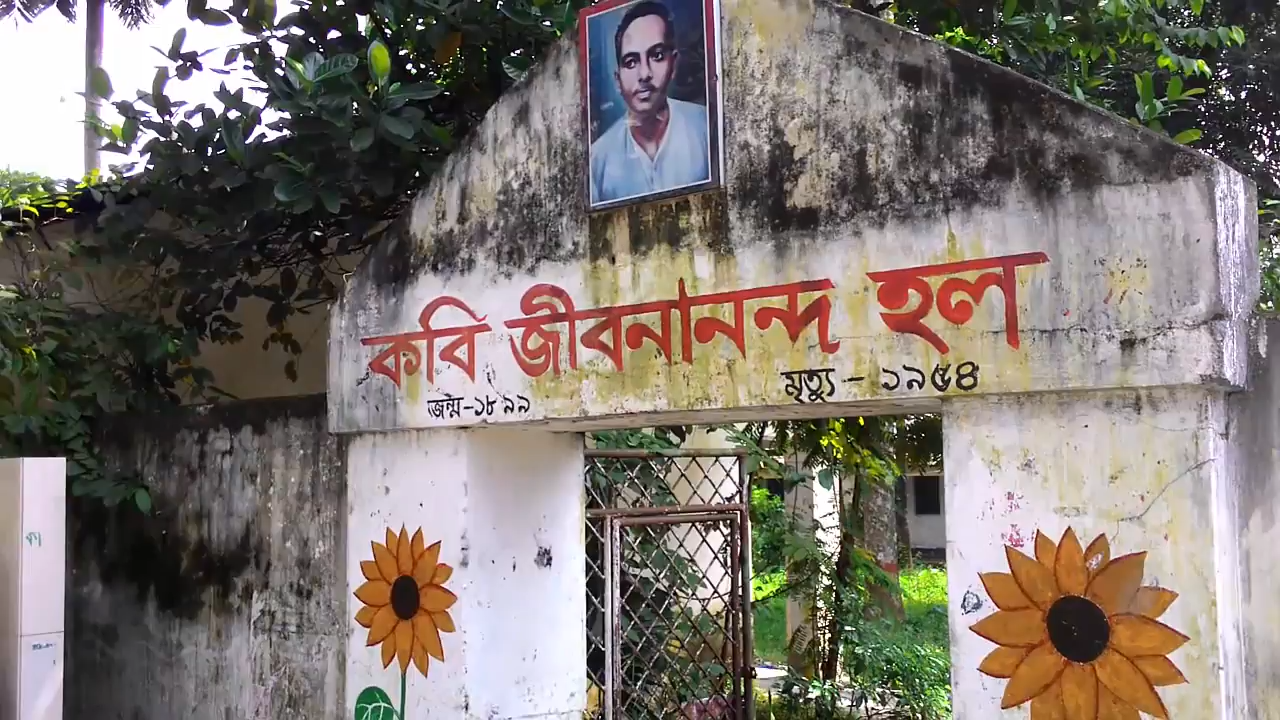 কবি জীবনানন্দ হল
জন্ম-১৮৯৯
মৃত্যু - ১৯৫৪